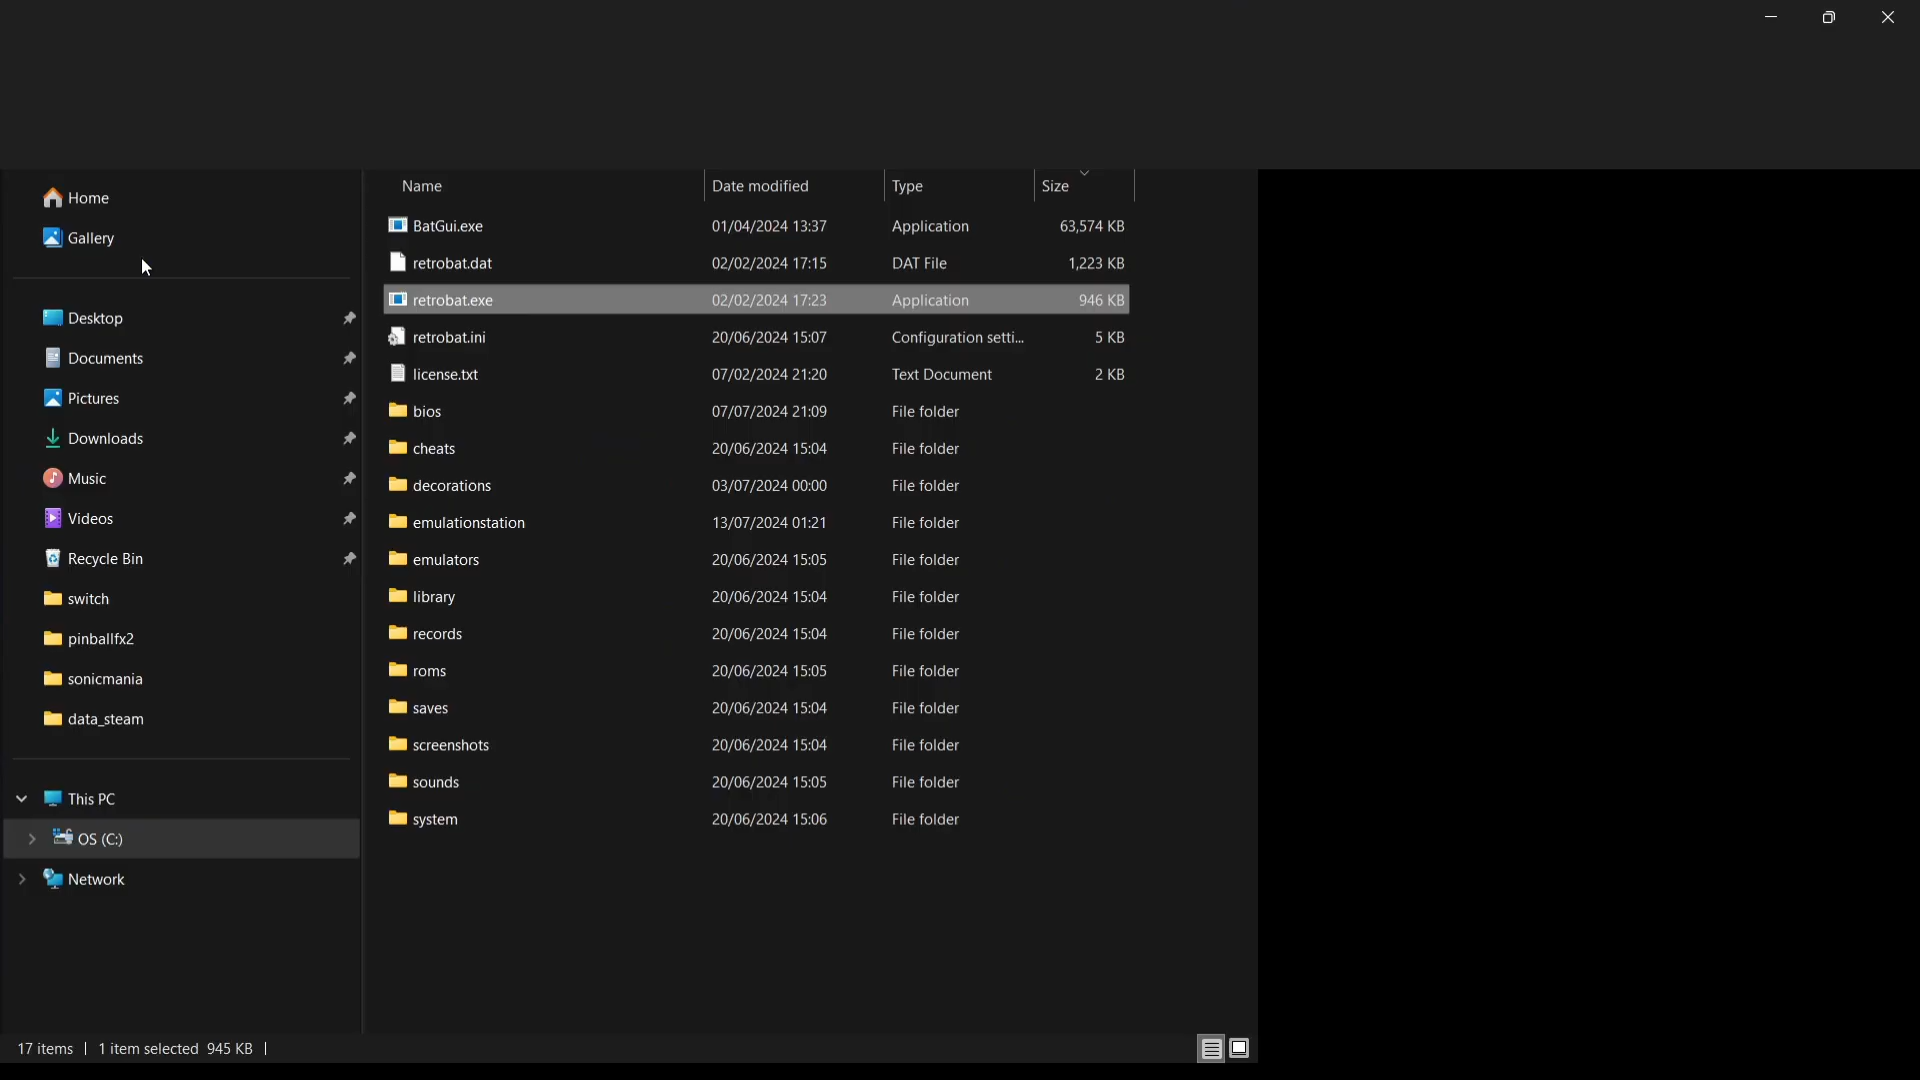 Home
Gallery
Desktop
Documents
Pictures
Downloads
Music
Videos
Recycle Bin
switch
pinballfx2
sonicmania
data_steam
This PC
OS (C:)
Network
Name Date modified Type Size
BatGui.exe 01/04/2024 13:37 Application 63,574 KB
retrobat.dat 02/02/2024 17:15 DAT File 1,223 KB
retrobat.exe 02/02/2024 17:23 Application 946 KB
retrobat.ini 20/06/2024 15:07 Configuration setti... 5 KB
license.txt 07/02/2024 21:20 Text Document 2 KB
bios 07/07/2024 21:09 File folder
cheats 20/06/2024 15:04 File folder
decorations 03/07/2024 00:00 File folder
emulationstation 13/07/2024 01:21 File folder
emulators 20/06/2024 15:05 File folder
library 20/06/2024 15:04 File folder
records 20/06/2024 15:04 File folder
roms 20/06/2024 15:05 File folder
saves 20/06/2024 15:04 File folder
screenshots 20/06/2024 15:04 File folder
sounds 20/06/2024 15:05 File folder
system 20/06/2024 15:06 File folder
17 items 1 item selected 945 KB